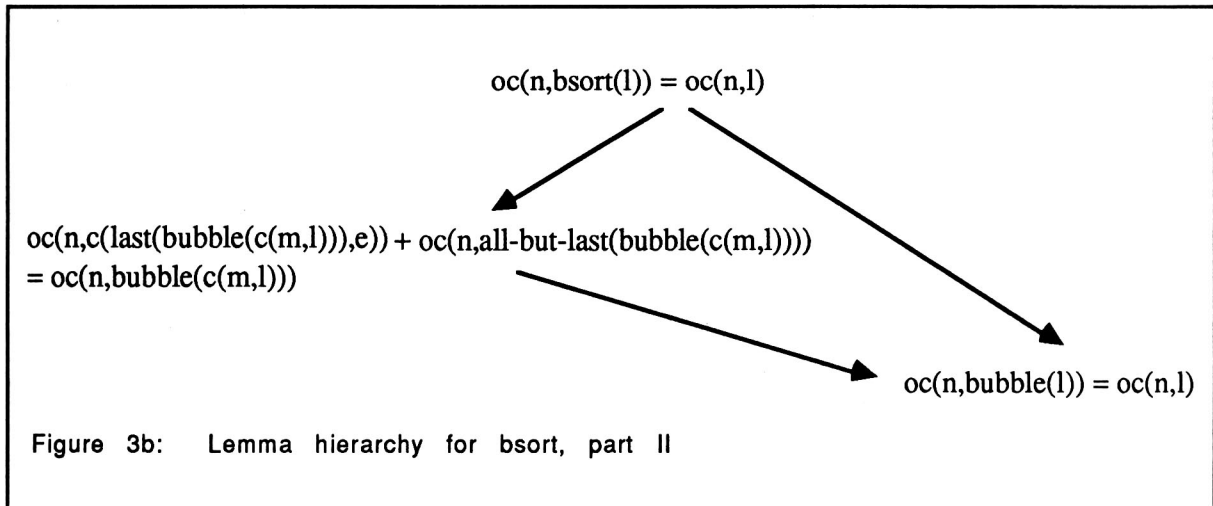 oc(n,bsort(l)) = oc(n,l)
oc(n,c(last(bubble(c(m,l))),e)) + oc(n,all-but-last(bubble(c(m,l))))
= oc(n,bubble(c(m,l)))
oc(n,bubble(l)) = oc(n,l)
Figure 3b: Lemma hierarchy for bsort, part II